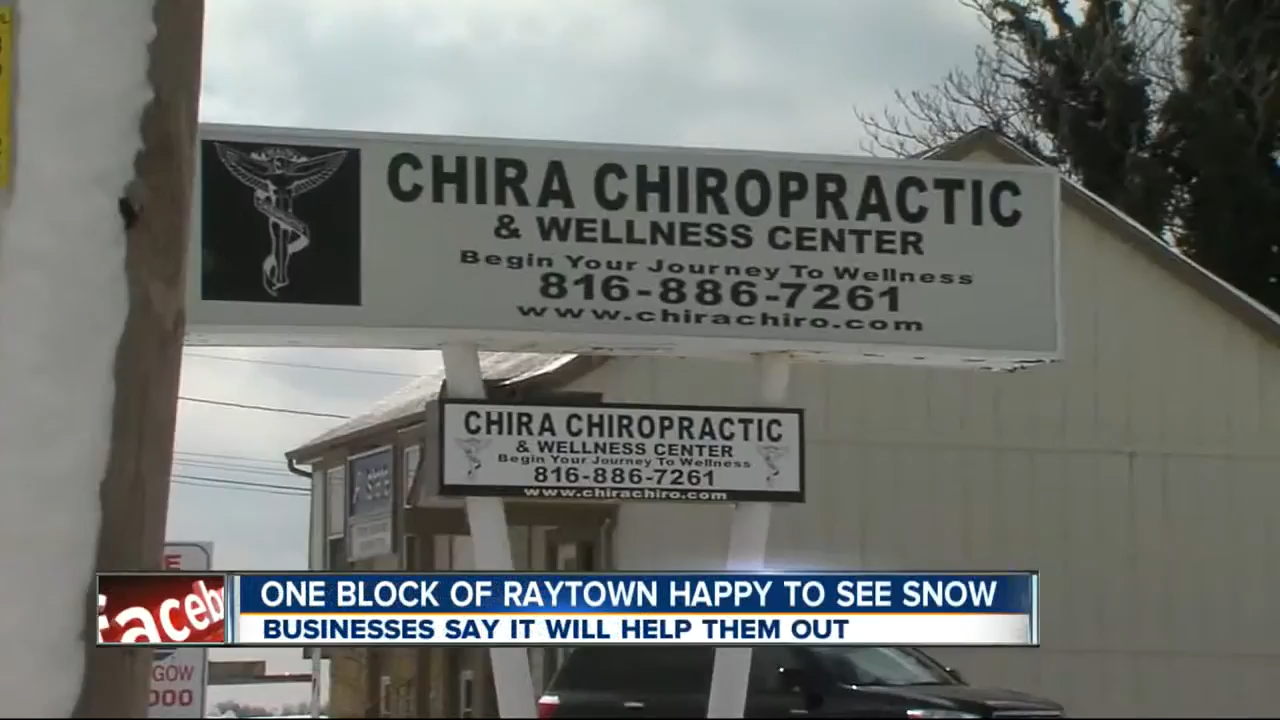 CHIRA CHIROPRACTIC
& WELLNESS CENTER
Begin Your Journey To Wellness
816-886-7261
www.chirachiro.com
CHIRA CHIROPRACTIC
& WELLNESS CENTER
Begin Your Journey To Wellness
816-886-7261
www.chirachiro.com
faceb
ONE BLOCK OF RAYTOWN HAPPY TO SEE SNOW
BUSINESSES SAY IT WILL HELP THEM OUT